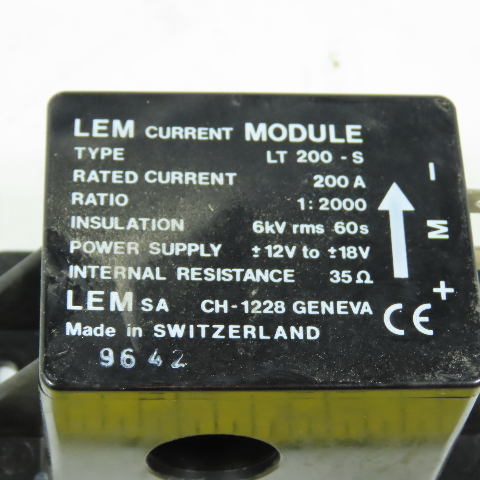 LEM CURRENT MODULE
TYPE LT 200 - S
RATED CURRENT 200 A
RATIO 1 : 2000
INSULATION 6kV rms 60s
POWER SUPPLY ± 12V to ± 18V
INTERNAL RESISTANCE 35 Ω
LEM SA CH-1228 GENEVA
Made in SWITZERLAND
9642
− M +
CE